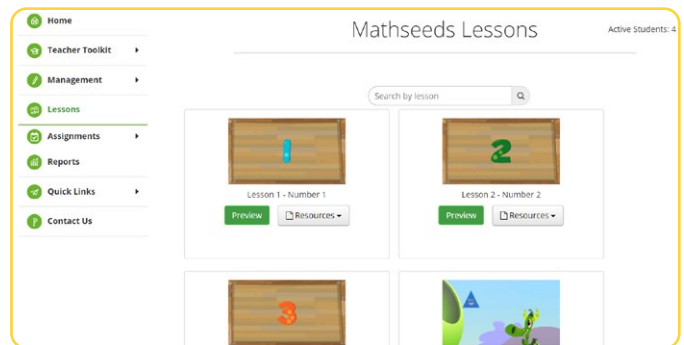 Home
Teacher Toolkit
Management
Lessons
Assignments
Reports
Quick Links
Contact Us
Mathseeds Lessons
Active Students: 4
Search by lesson
1
2
Lesson 1 - Number 1
Lesson 2 - Number 2
Preview Resources
Preview Resources
3